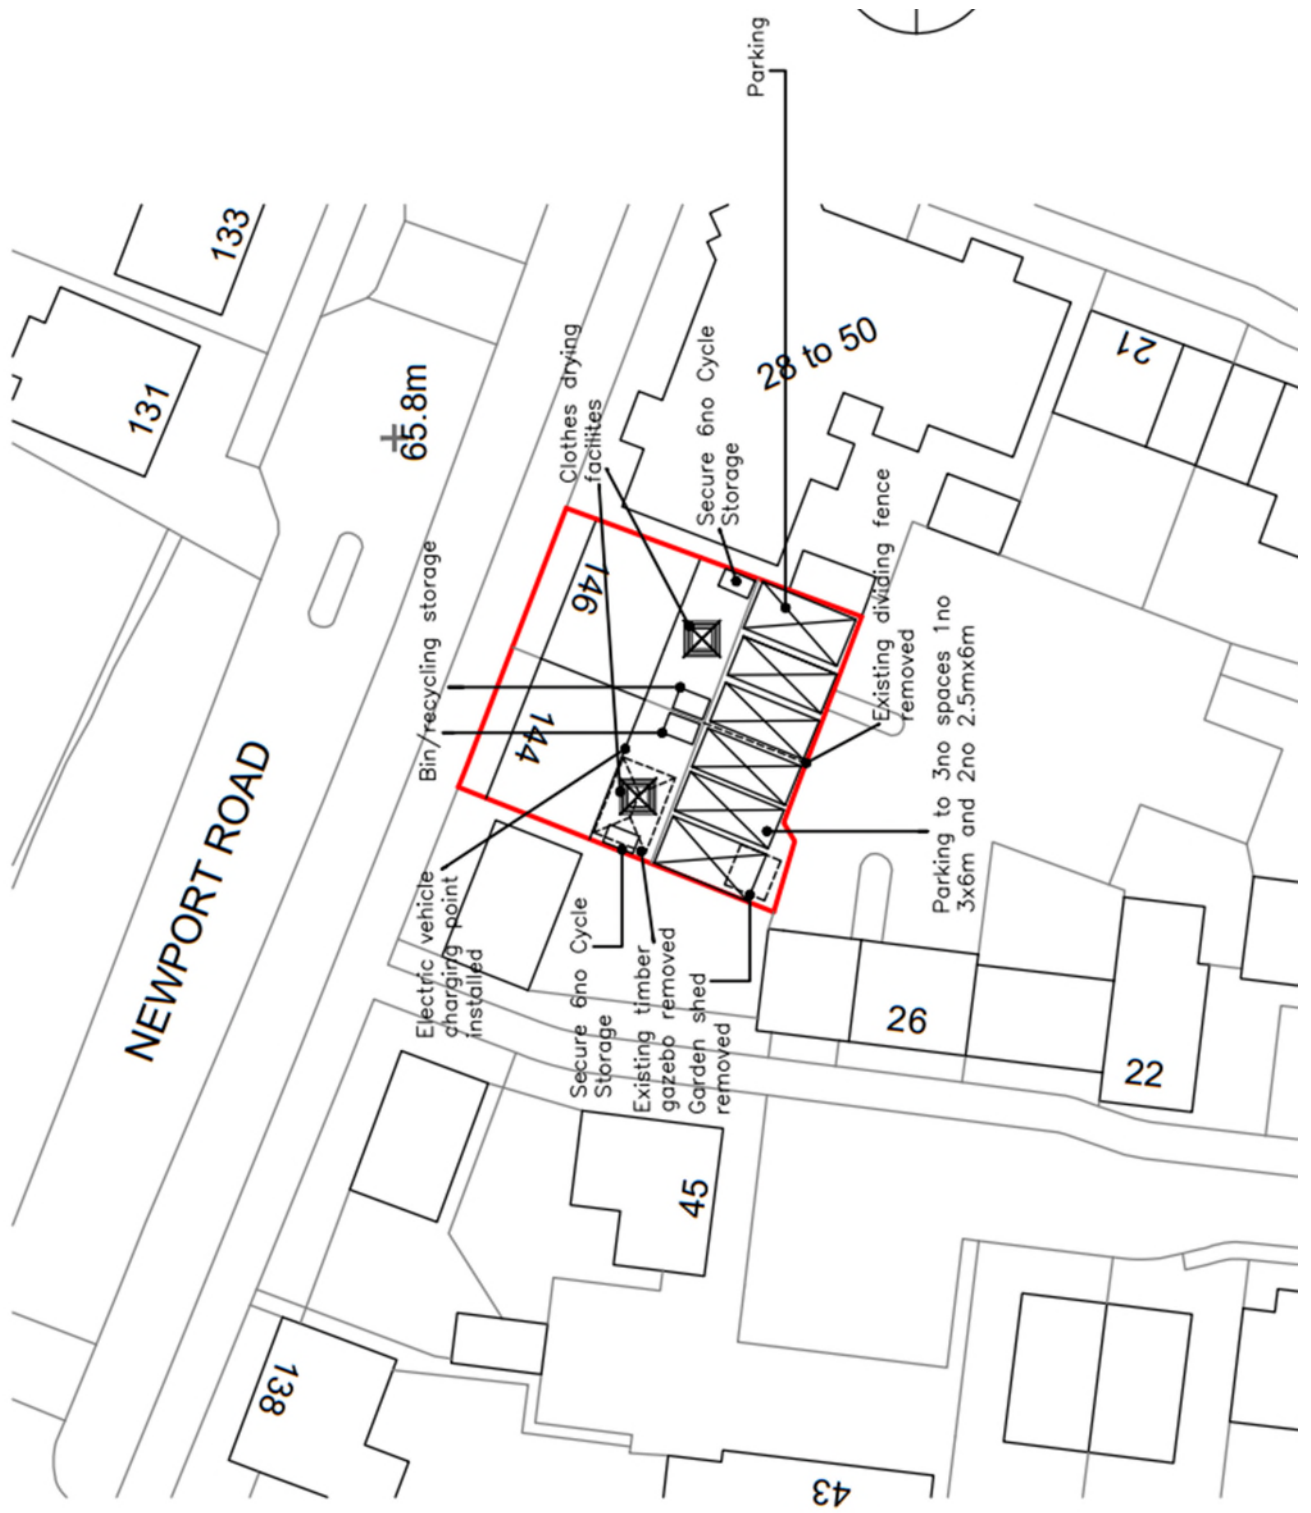 Parking
133
131
65.8m
Clothes drying
facilites
Secure 6no Cycle
Storage
28 to 50
21
Bin/recycling storage
146
144
Existing dividing fence
removed
Parking to 3no spaces 1no
3x6m and 2no 2.5mx6m
NEWPORT ROAD
Electric vehicle
charging point
installed
Secure 6no Cycle
Storage
Existing timber
gazebo removed
Garden shed
removed
26
22
45
138
43